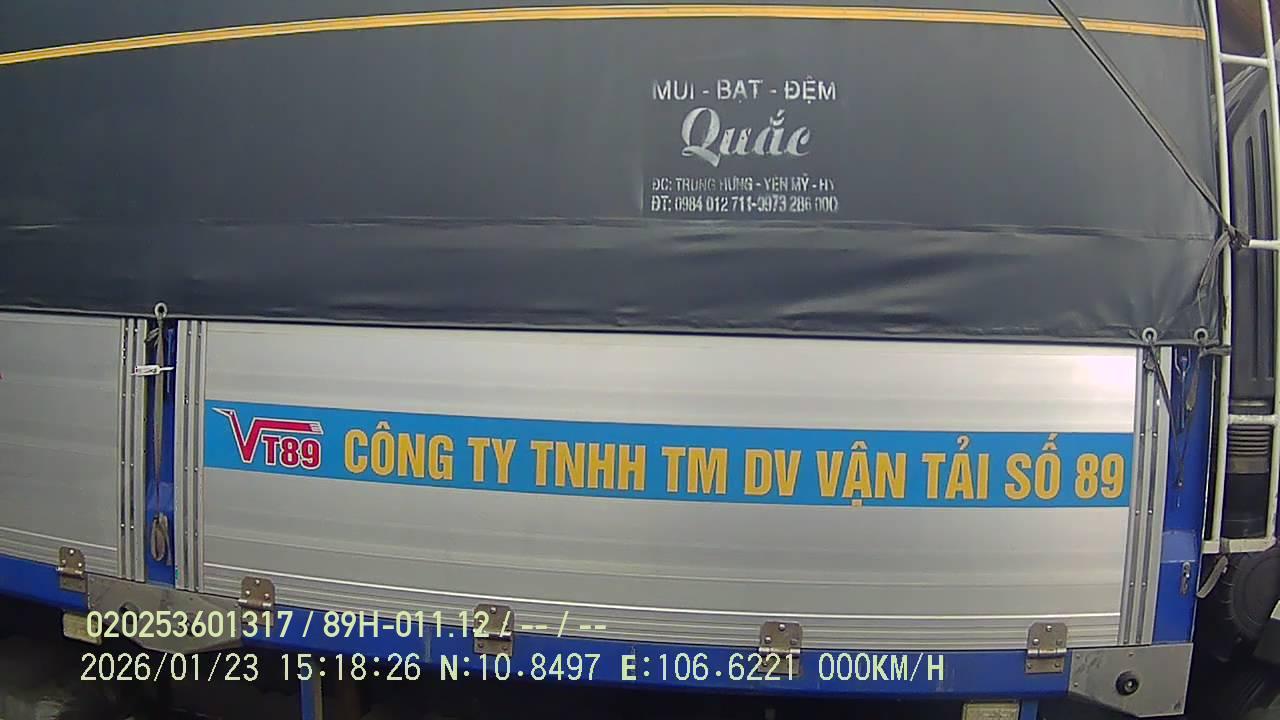 MUI - BẠT - ĐỆM
Quắc
ĐC: TRUNG HƯNG - YÊN MỸ - HY
ĐT: 0984 012 711-0973 286 000
VT89 CÔNG TY TNHH TM DV VẬN TẢI SỐ 89
020253601317 / 89H-011.12 / -- / --
2026/01/23 15:18:26 N:10.8497 E:106.6221 000KM/H